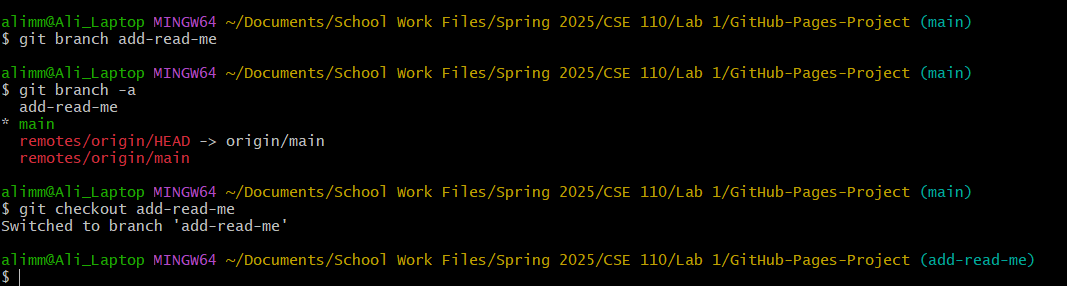 alimm@Ali_Laptop MINGW64 ~/Documents/School Work Files/Spring 2025/CSE 110/Lab 1/GitHub-Pages-Project (main)
$ git branch add-read-me
alimm@Ali_Laptop MINGW64 ~/Documents/School Work Files/Spring 2025/CSE 110/Lab 1/GitHub-Pages-Project (main)
$ git branch -a
  add-read-me
* main
  remotes/origin/HEAD -> origin/main
  remotes/origin/main
alimm@Ali_Laptop MINGW64 ~/Documents/School Work Files/Spring 2025/CSE 110/Lab 1/GitHub-Pages-Project (main)
$ git checkout add-read-me
Switched to branch 'add-read-me'
alimm@Ali_Laptop MINGW64 ~/Documents/School Work Files/Spring 2025/CSE 110/Lab 1/GitHub-Pages-Project (add-read-me)
$